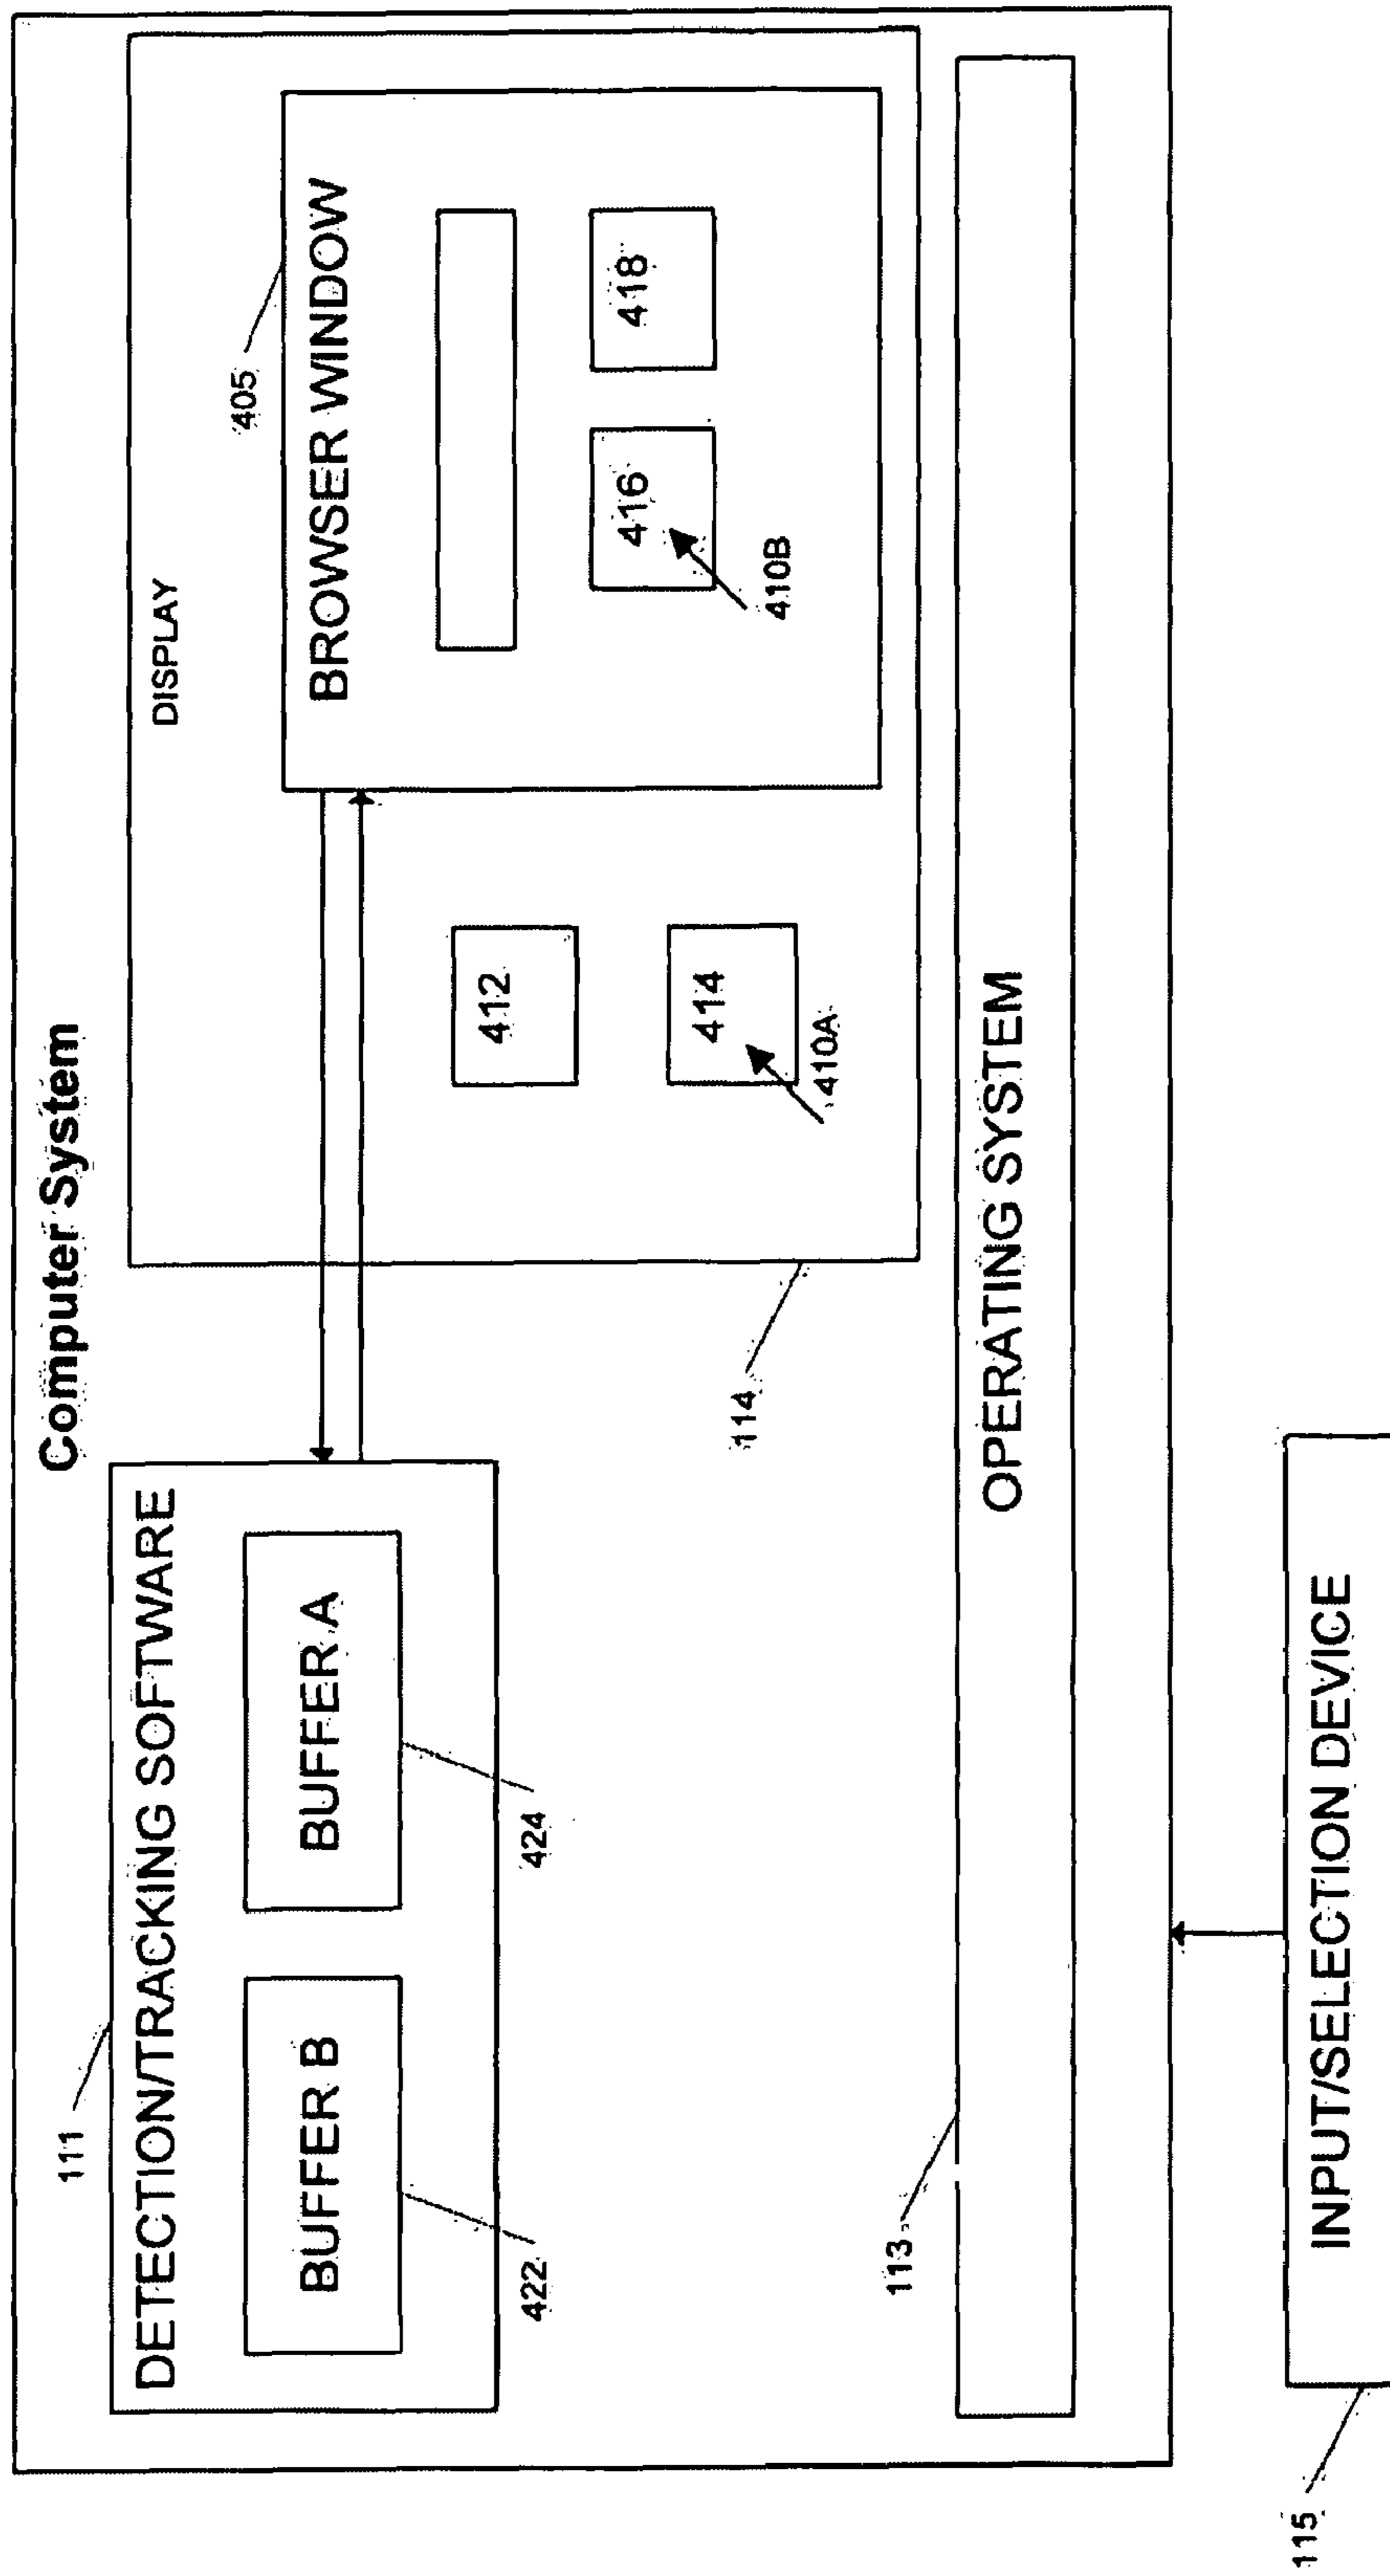 Computer System
111
DETECTION/TRACKING SOFTWARE
BUFFER B
BUFFER A
422
424
DISPLAY
405
BROWSER WINDOW
412
414
410A
416
418
410B
114
113
OPERATING SYSTEM
INPUT/SELECTION DEVICE
115